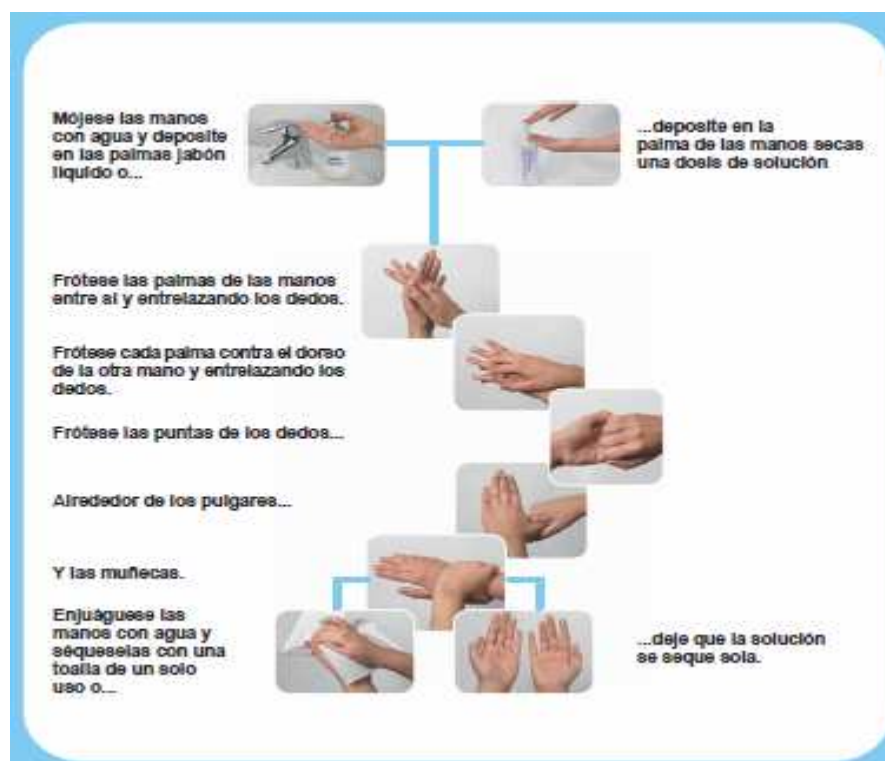 Mójese las manos
con agua y deposite
en las palmas jabón
líquido o...
...deposite en la
palma de las manos secas
una dosis de solución
Frótese las palmas de las manos
entre sí y entrelazando los dedos.
Frótese cada palma contra el dorso
de la otra mano y entrelazando los
dedos.
Frótese las puntas de los dedos...
Alrededor de los pulgares...
Y las muñecas.
Enjuáguese las
manos con agua y
séqueselas con una
toalla de un solo
uso o...
...deje que la solución
se seque sola.